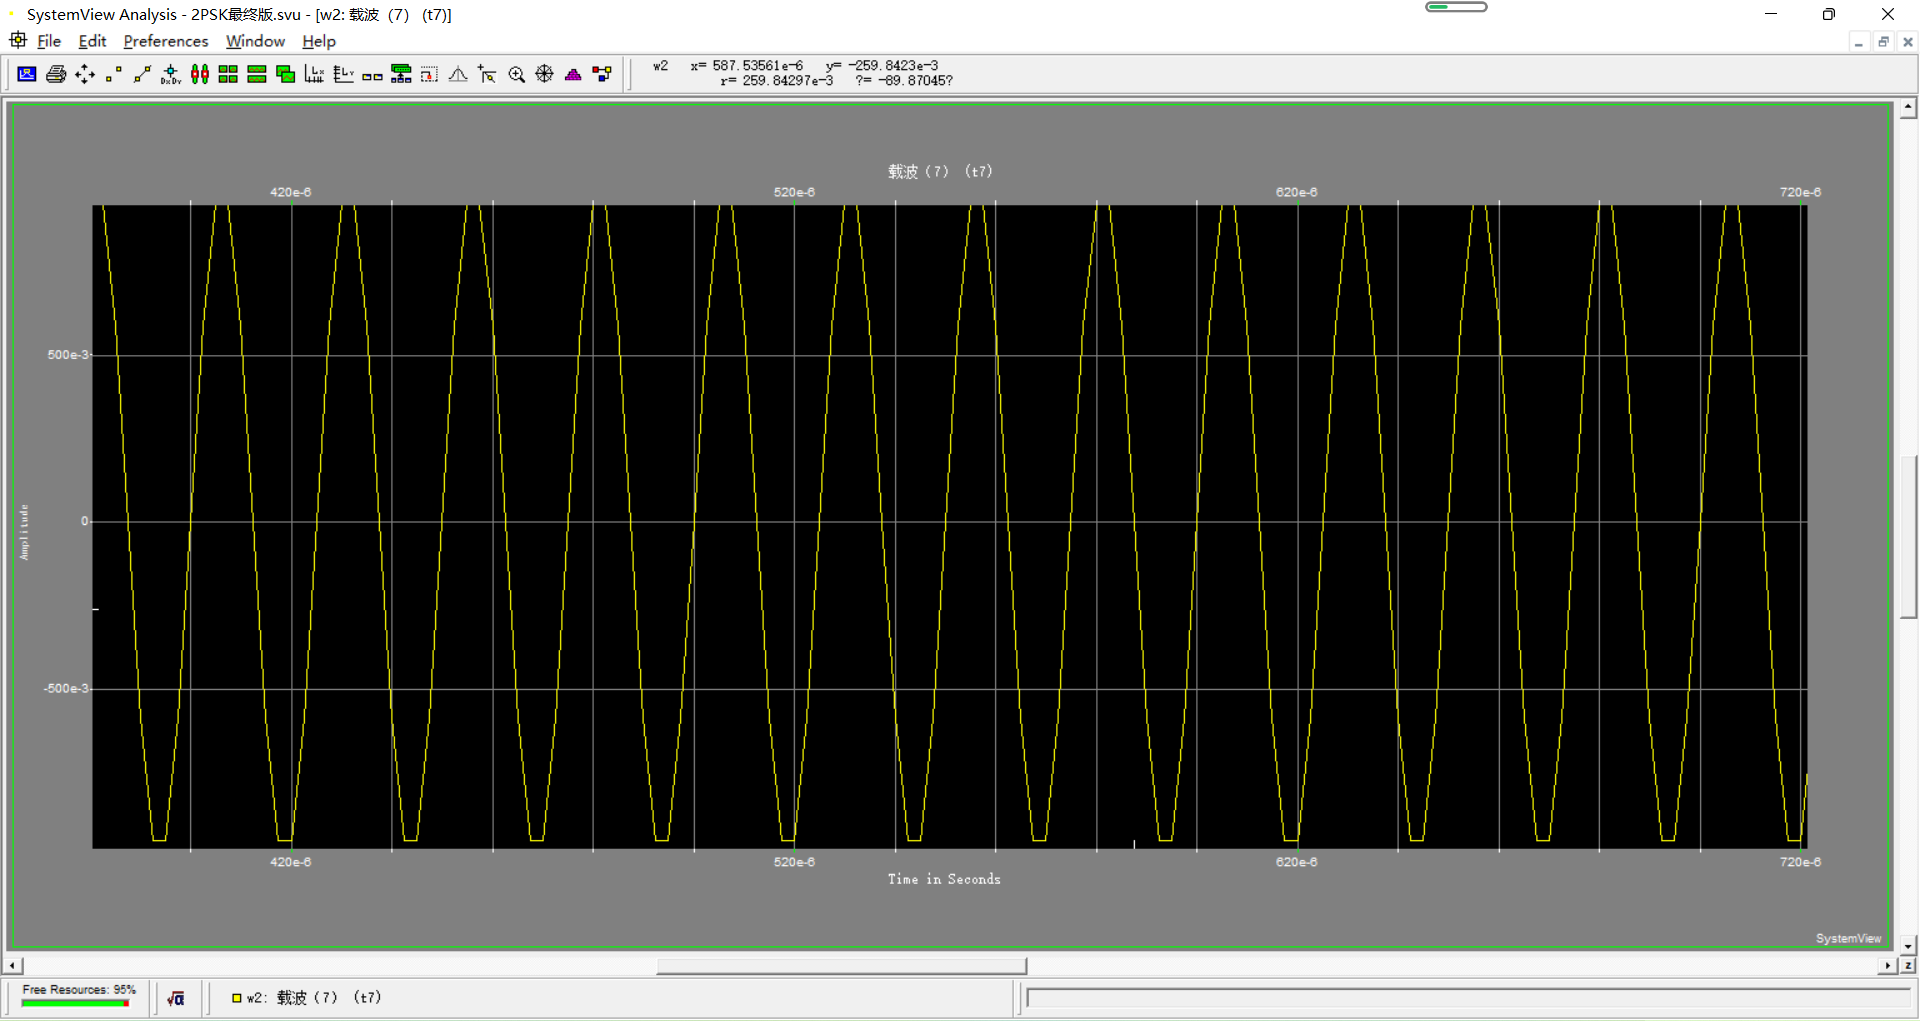 SystemView Analysis - 2PSK最终版.svu - [w2: 载波（7） (t7)]
File Edit Preferences Window Help
w2 x= 587.53561e-6 y= -259.8423e-3
r= 259.84297e-3 ?= -89.87045?
载波（7） (t7)
420e-6 520e-6 620e-6 720e-6
500e-3
0
-500e-3
Amplitude
420e-6 520e-6 620e-6 720e-6
Time in Seconds
SystemView
z
Free Resources: 95%
√α
w2: 载波（7） (t7)